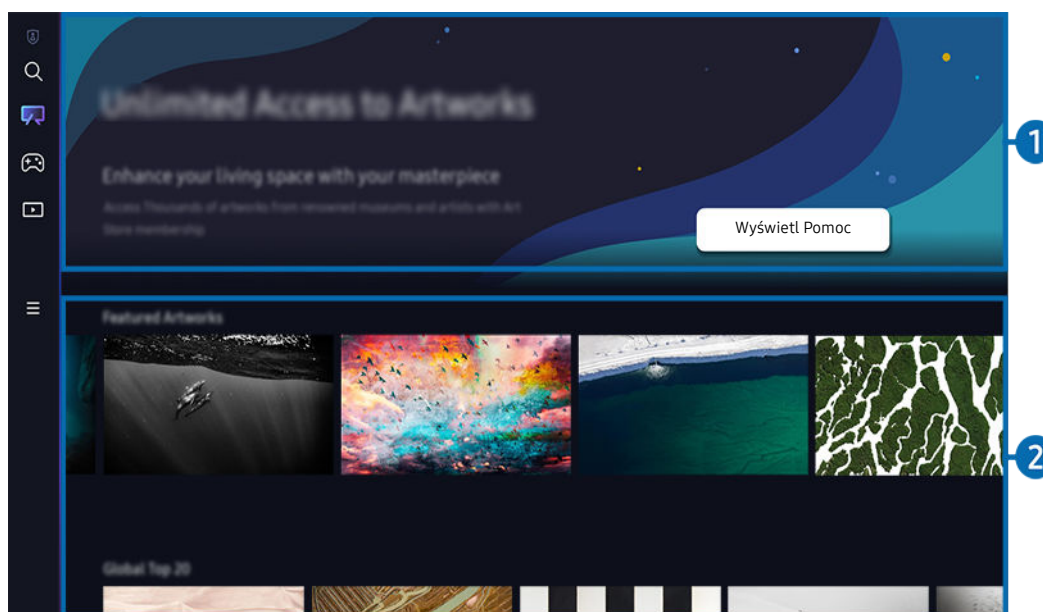 Unlimited Access to Artworks
Enhance your living space with your masterpiece
Access Thousands of artworks from renowned museums and artists with Art
Store membership
Wyświetl Pomoc
1
Featured Artworks
2
Global Top 20